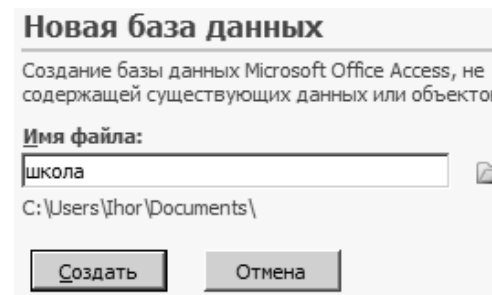 Новая база данных
Создание базы данных Microsoft Office Access, не
содержащей существующих данных или
Имя файла:
школа
C:\Users\Ihor\Documents\
Создать
Отмена